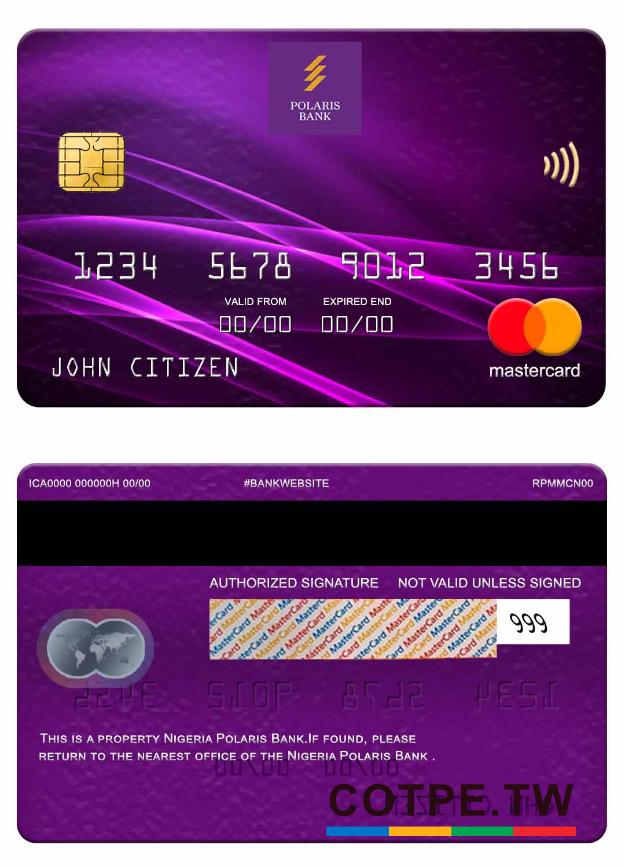 POLARIS
BANK
1234 5678 9012 3456
VALID FROM EXPIRED END
00/00 00/00
JOHN CITIZEN
mastercard
ICA0000 000000H 00/00 #BANKWEBSITE RPMMCN00
AUTHORIZED SIGNATURE NOT VALID UNLESS SIGNED
MasterCard MasterCard MasterCard
999
THIS IS A PROPERTY NIGERIA POLARIS BANK.IF FOUND, PLEASE
RETURN TO THE NEAREST OFFICE OF THE NIGERIA POLARIS BANK .
COTPE.TW